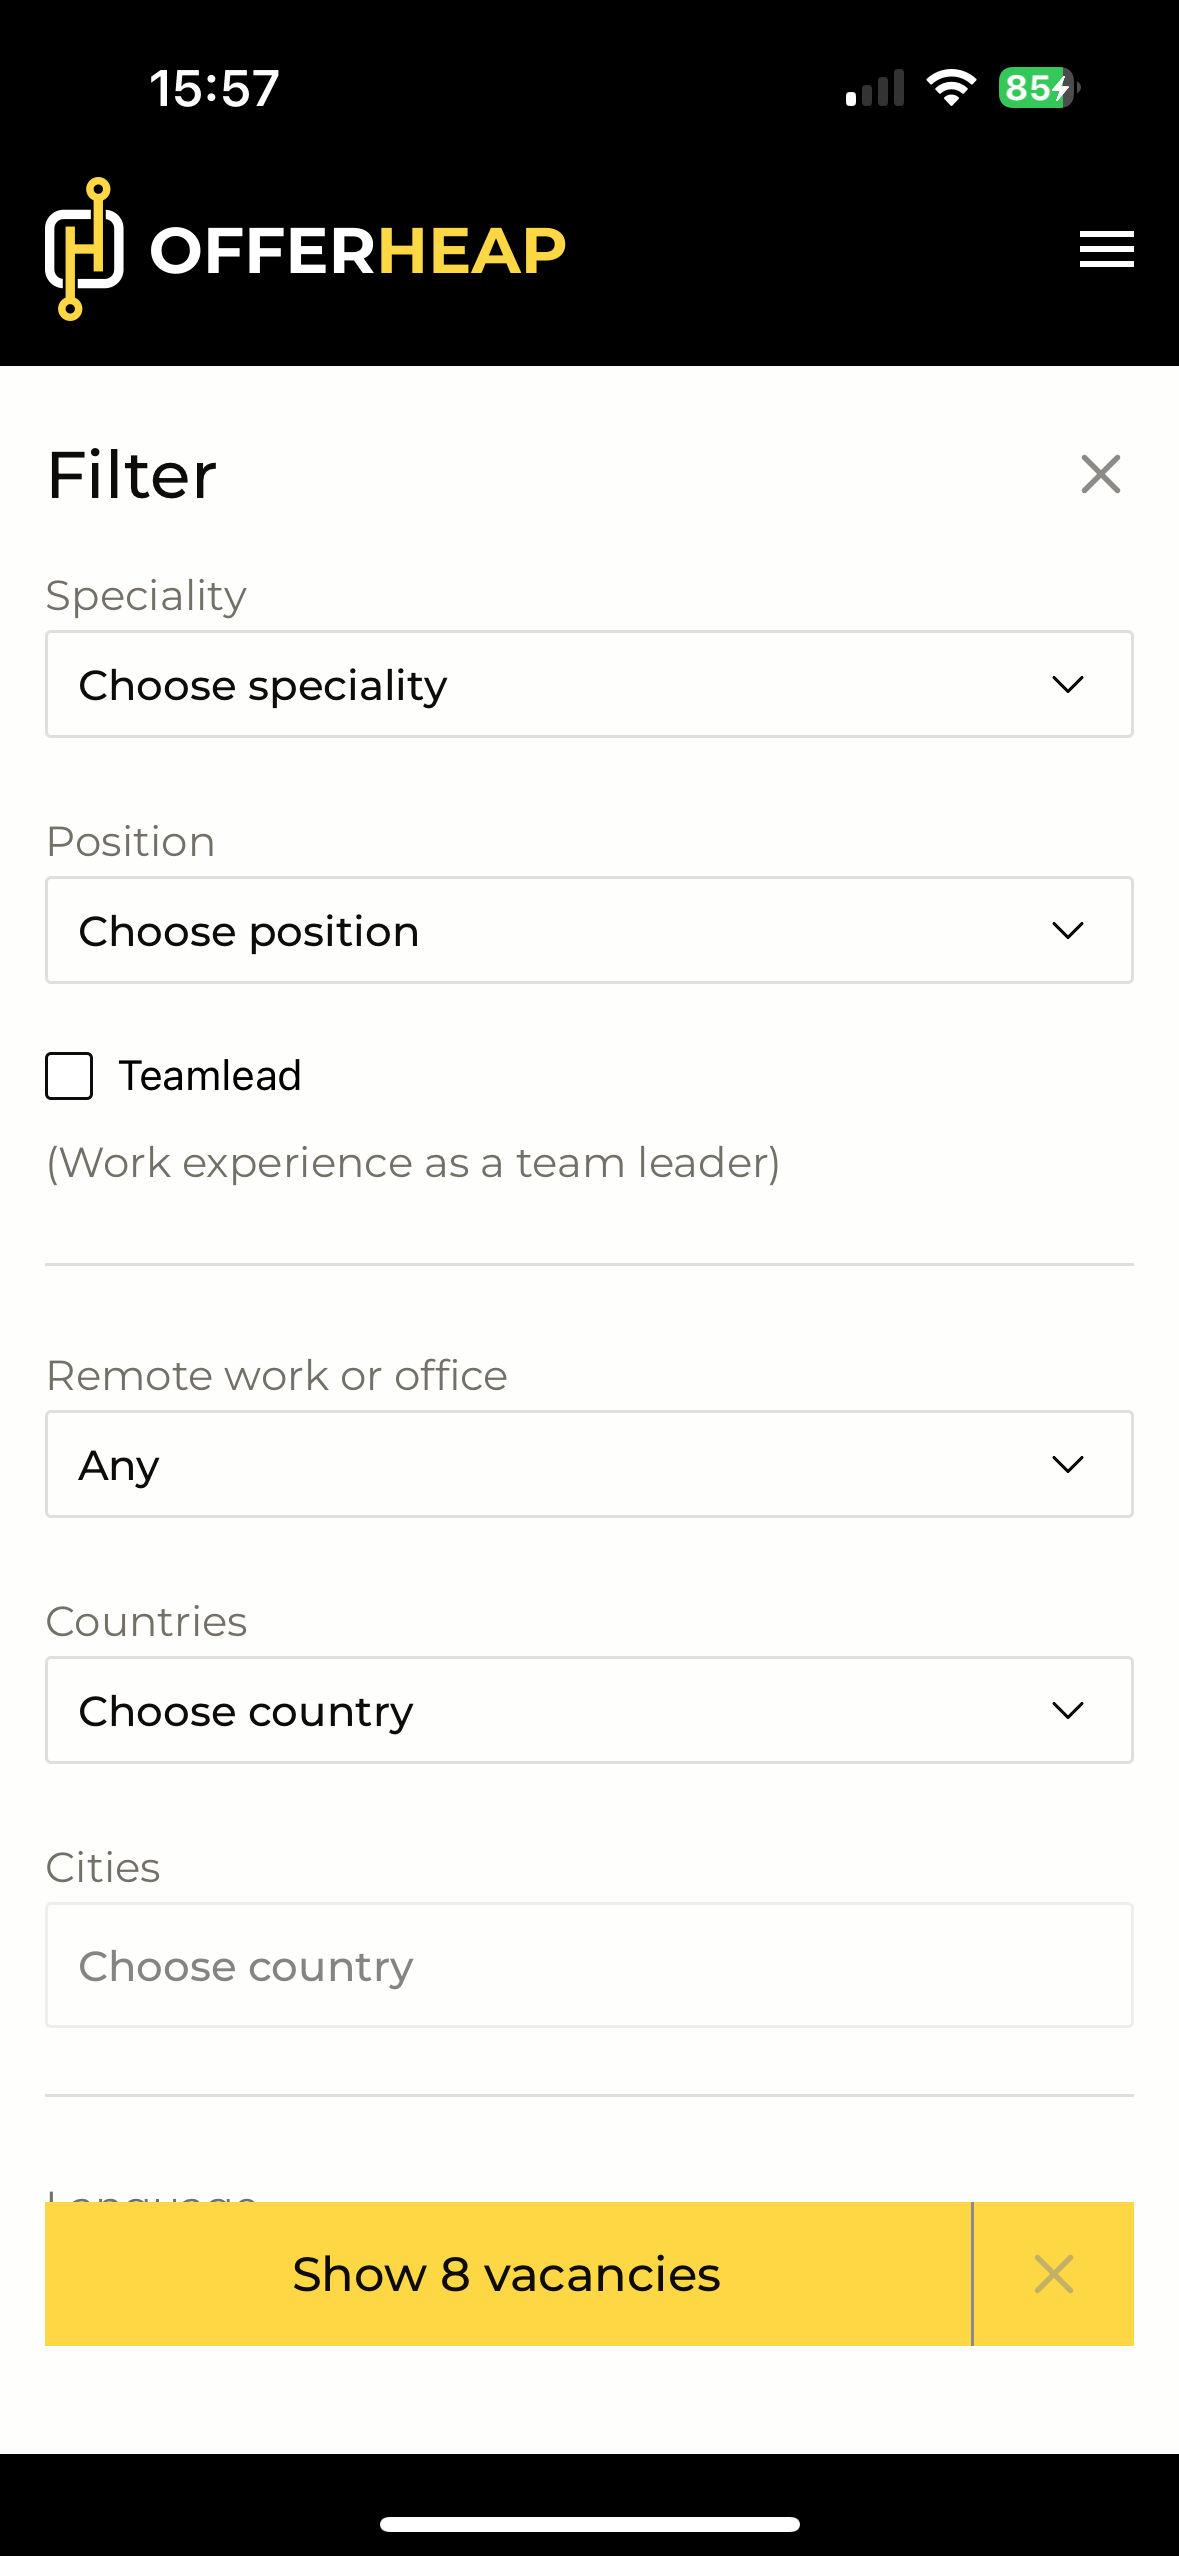 15:57
85
OFFERHEAP
Filter
Speciality
Choose speciality
Position
Choose position
Teamlead
(Work experience as a team leader)
Remote work or office
Any
Countries
Choose country
Cities
Choose country
Language
Show 8 vacancies